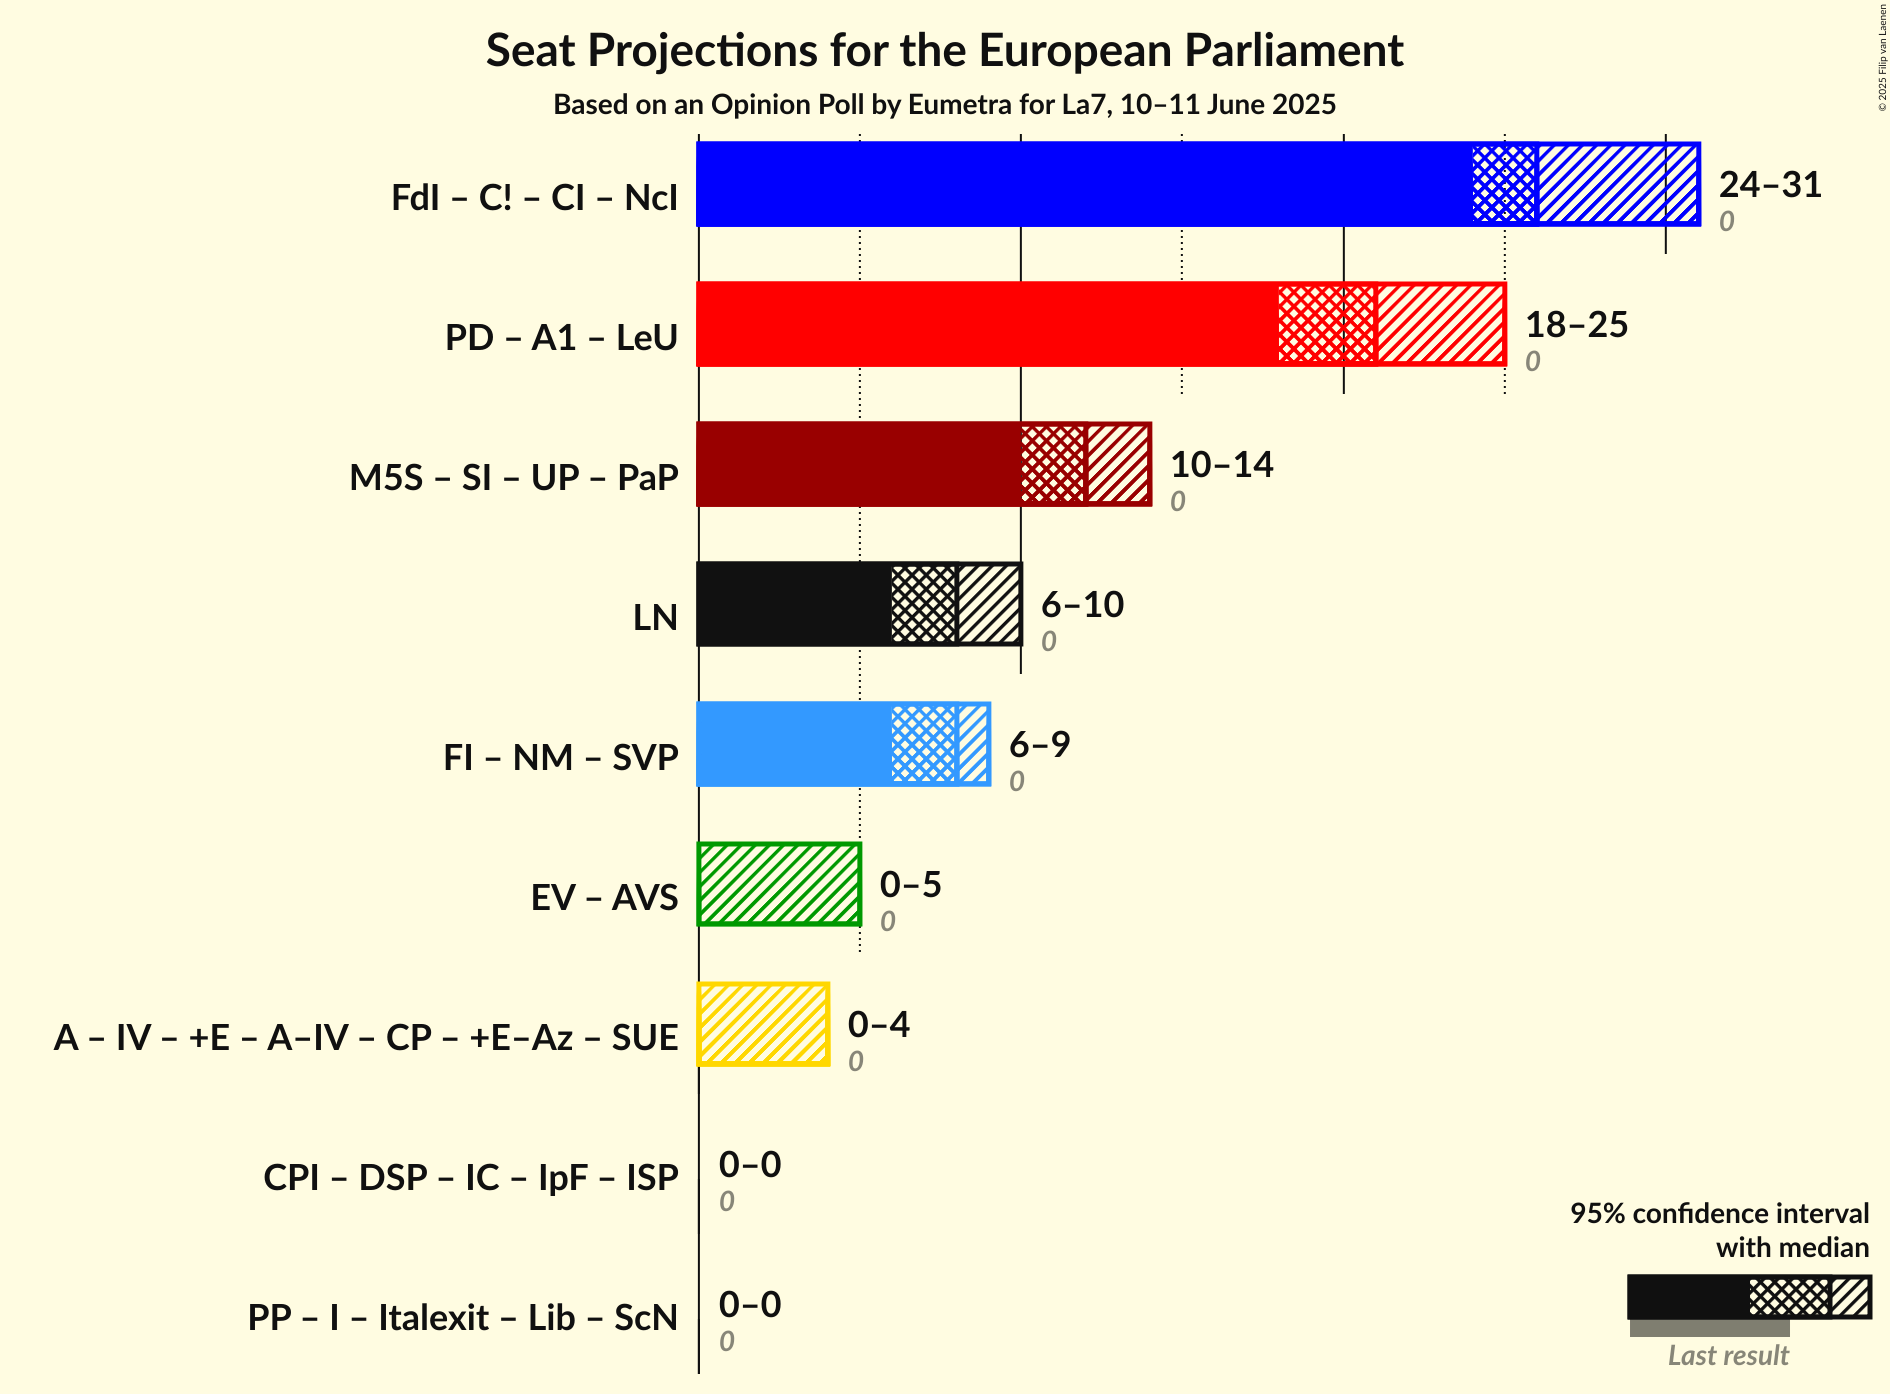 Seat Projections for the European Parliament
Based on an Opinion Poll by Eumetra for La7, 10–11 June 2025
© 2025 Filip van Laenen
FdI – C! – CI – NcI
24–31
0
PD – A1 – LeU
18–25
0
M5S – SI – UP – PaP
10–14
0
LN
6–10
0
FI – NM – SVP
6–9
0
EV – AVS
0–5
0
A – IV – +E – A–IV – CP – +E–Az – SUE
0–4
0
CPI – DSP – IC – IpF – ISP
0–0
0
PP – I – Italexit – Lib – ScN
0–0
0
95% confidence interval
with median
Last result